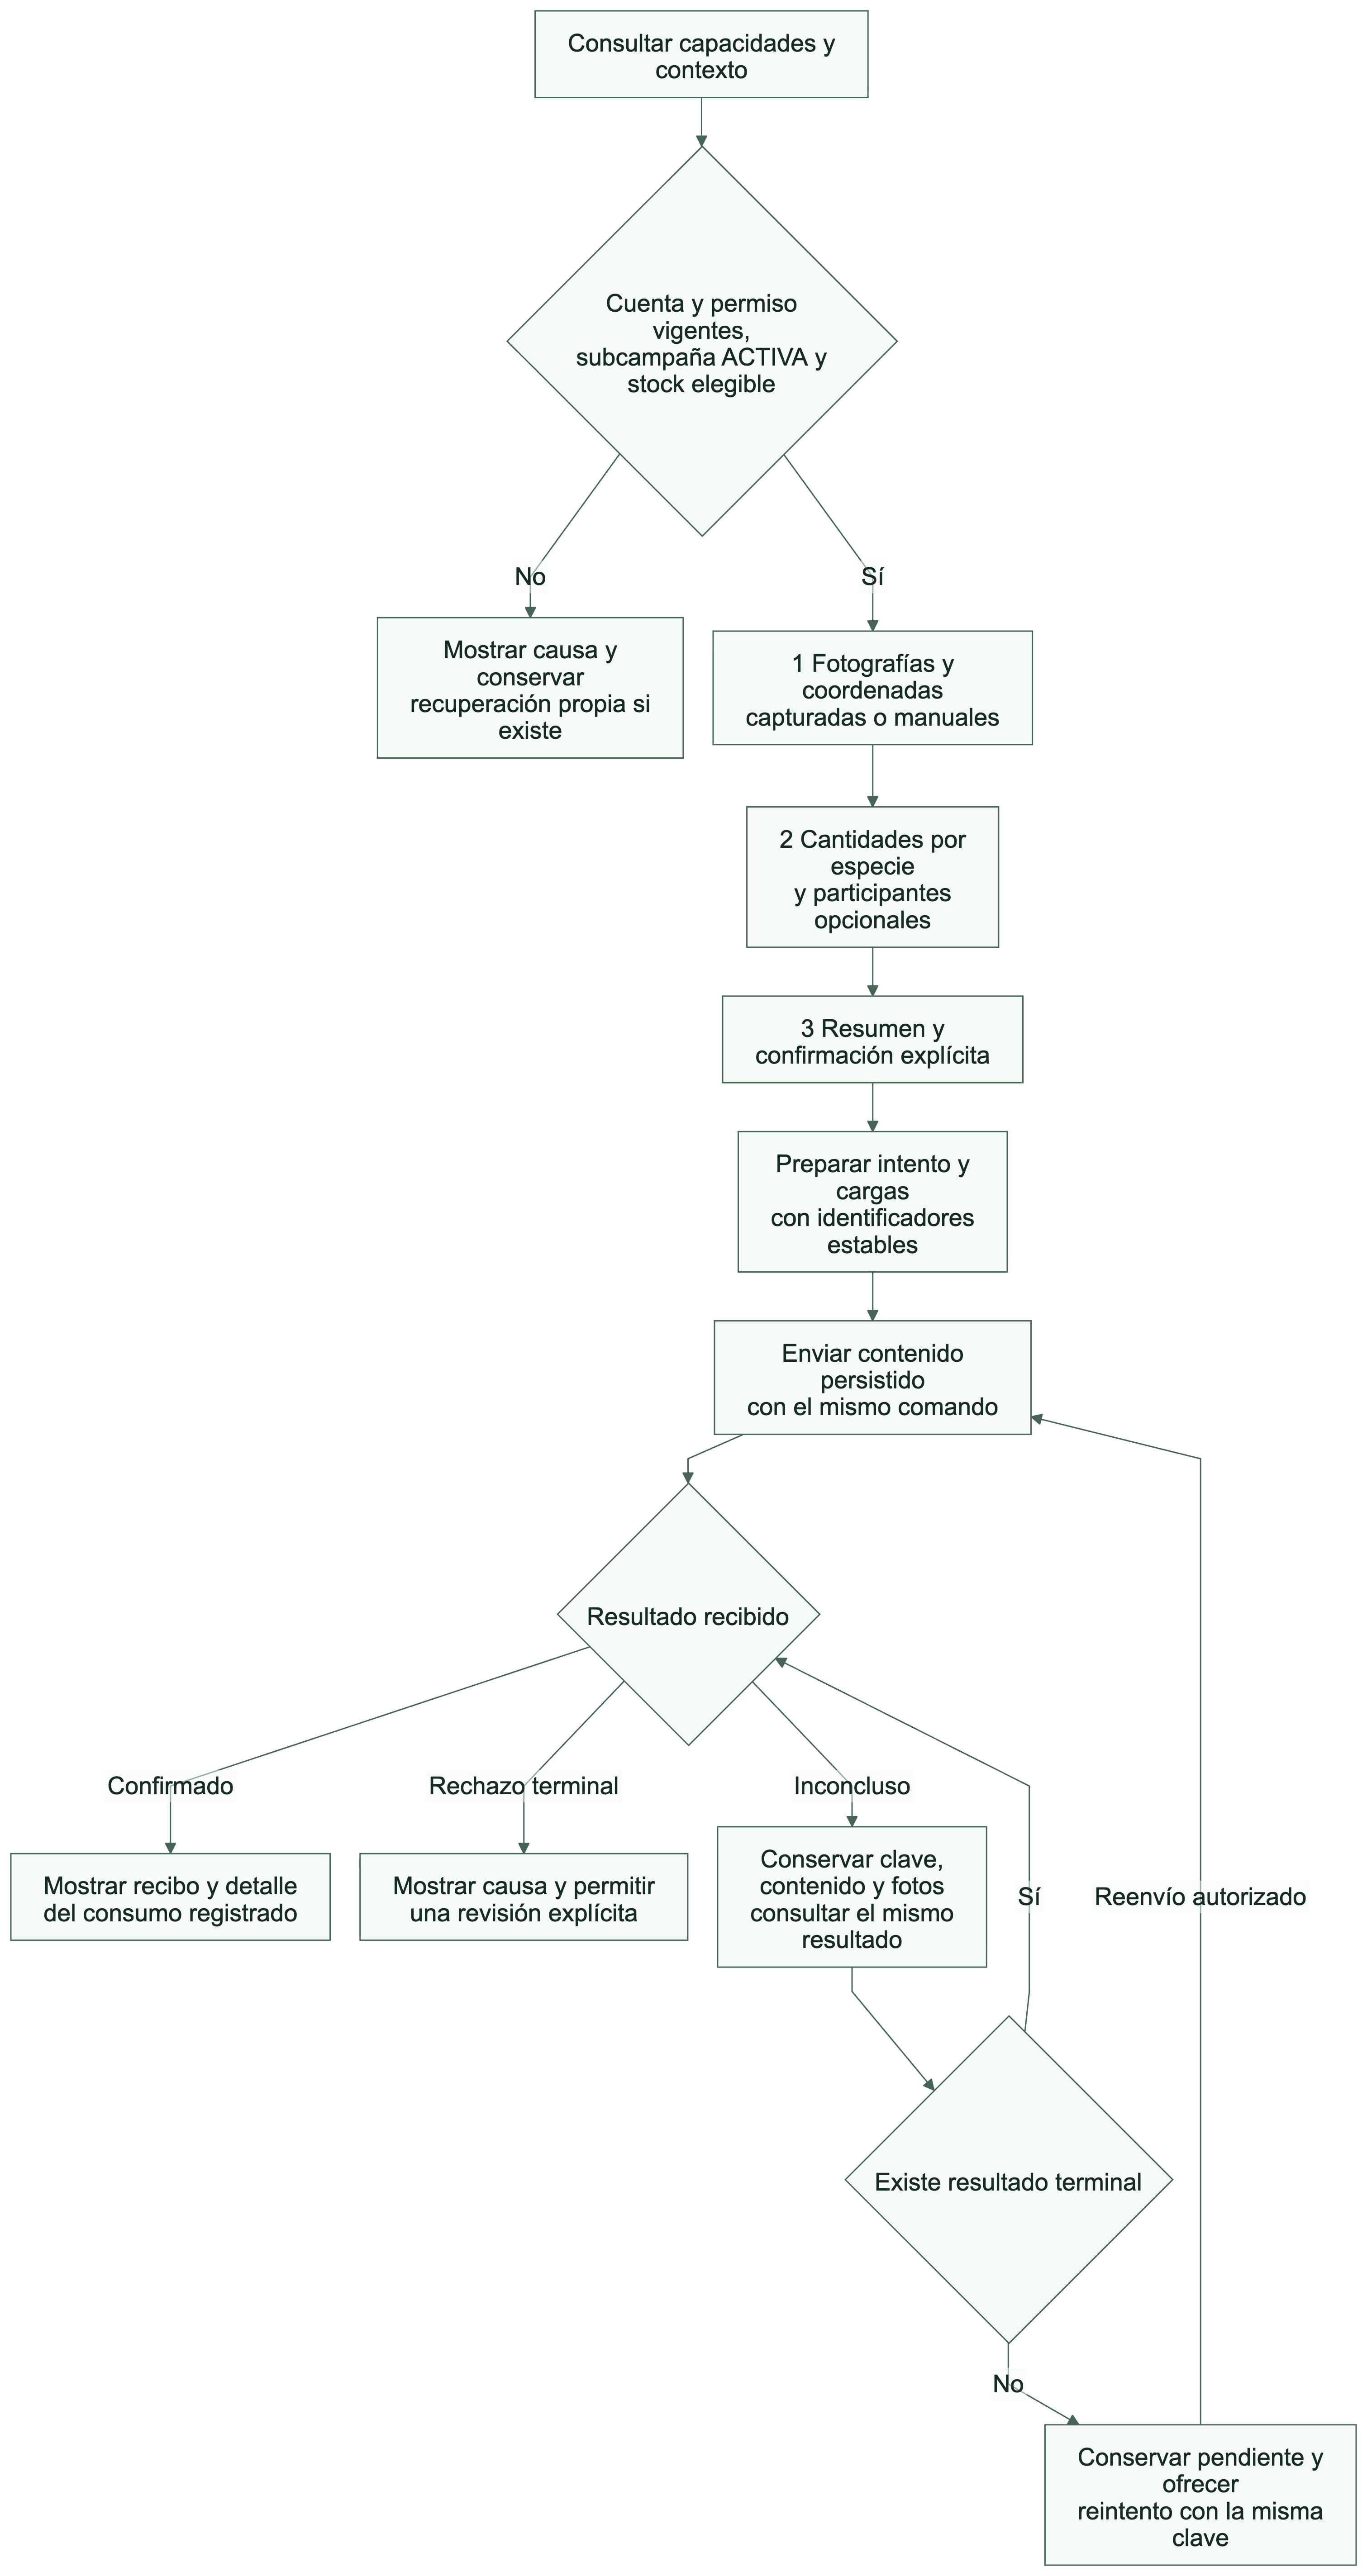 Consultar capacidades y
contexto
Cuenta y permiso
vigentes,
subcampaña ACTIVA y
stock elegible
No
Sí
Mostrar causa y
conservar
recuperación propia si
existe
1 Fotografías y
coordenadas
capturadas o manuales
2 Cantidades por
especie
y participantes
opcionales
3 Resumen y
confirmación explícita
Preparar intento y
cargas
con identificadores
estables
Enviar contenido
persistido
con el mismo comando
Resultado recibido
Confirmado
Rechazo terminal
Inconcluso
Mostrar recibo y detalle
del consumo registrado
Mostrar causa y permitir
una revisión explícita
Conservar clave,
contenido y fotos
consultar el mismo
resultado
Sí
Reenvío autorizado
Existe resultado terminal
No
Conservar pendiente y
ofrecer
reintento con la misma
clave